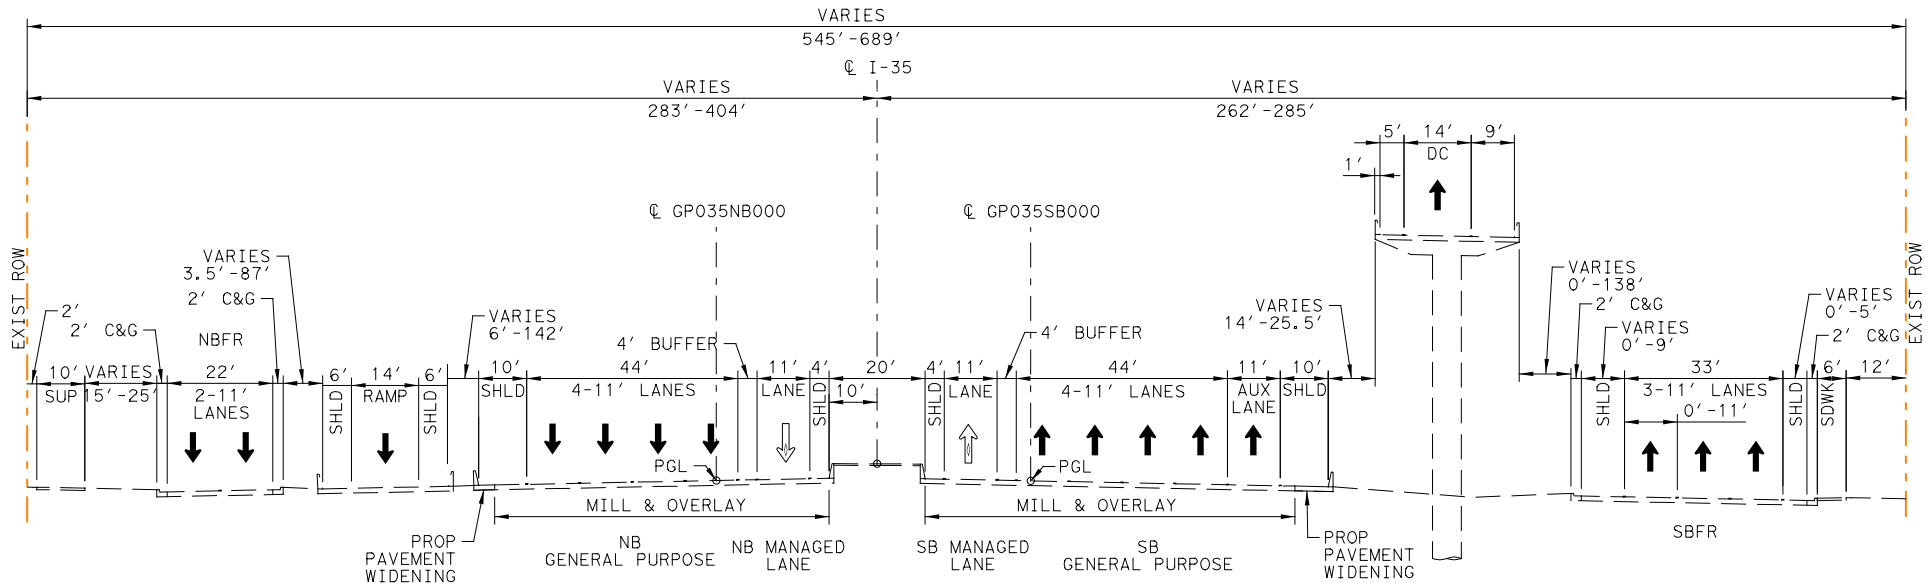 VARIES
545'-689'
℄ I-35
VARIES
283'-404'
VARIES
262'-285'
5'
14'
9'
DC
1'
℄ GP035NB000
℄ GP035SB000
EXIST ROW
EXIST ROW
VARIES
3.5'-87'
2' C&G
2'
2' C&G
NBFR
VARIES
6'-142'
4' BUFFER
4' BUFFER
VARIES
14'-25.5'
VARIES
0'-138'
2' C&G
VARIES
0'-9'
VARIES
0'-5'
2' C&G
10'
SUP
VARIES
15'-25'
22'
2-11'
LANES
6'
SHLD
14'
RAMP
6'
SHLD
10'
SHLD
44'
4-11' LANES
11'
LANE
4'
SHLD
20'
10'
4'
SHLD
11'
LANE
44'
4-11' LANES
11'
AUX
LANE
10'
SHLD
SHLD
33'
3-11' LANES
0'-11'
SHLD
6'
SDWK
12'
PGL
PGL
MILL & OVERLAY
MILL & OVERLAY
PROP
PAVEMENT
WIDENING
NB
GENERAL PURPOSE
NB MANAGED
LANE
SB MANAGED
LANE
SB
GENERAL PURPOSE
PROP
PAVEMENT
WIDENING
SBFR